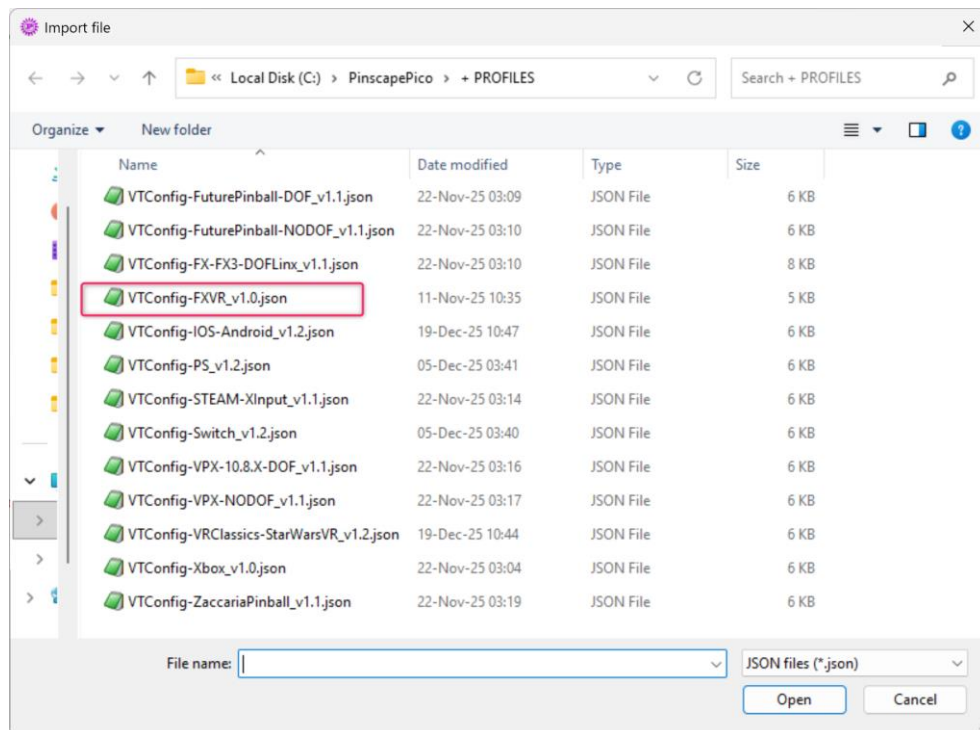 Import file
« Local Disk (C:) › PinscapePico › + PROFILES
Search + PROFILES
Organize
New folder
Name Date modified Type Size
VTConfig-FuturePinball-DOF_v1.1.json 22-Nov-25 03:09 JSON File 6 KB
VTConfig-FuturePinball-NODOF_v1.1.json 22-Nov-25 03:10 JSON File 6 KB
VTConfig-FX-FX3-DOFLinx_v1.1.json 22-Nov-25 03:10 JSON File 8 KB
VTConfig-FXVR_v1.0.json 11-Nov-25 10:35 JSON File 5 KB
VTConfig-IOS-Android_v1.2.json 19-Dec-25 10:47 JSON File 6 KB
VTConfig-PS_v1.2.json 05-Dec-25 03:41 JSON File 6 KB
VTConfig-STEAM-XInput_v1.1.json 22-Nov-25 03:14 JSON File 6 KB
VTConfig-Switch_v1.2.json 05-Dec-25 03:40 JSON File 6 KB
VTConfig-VPX-10.8.X-DOF_v1.1.json 22-Nov-25 03:16 JSON File 6 KB
VTConfig-VPX-NODOF_v1.1.json 22-Nov-25 03:17 JSON File 6 KB
VTConfig-VRClassics-StarWarsVR_v1.2.json 19-Dec-25 10:44 JSON File 6 KB
VTConfig-Xbox_v1.0.json 22-Nov-25 03:04 JSON File 6 KB
VTConfig-ZaccariaPinball_v1.1.json 22-Nov-25 03:19 JSON File 6 KB
File name:
JSON files (*.json)
Open
Cancel